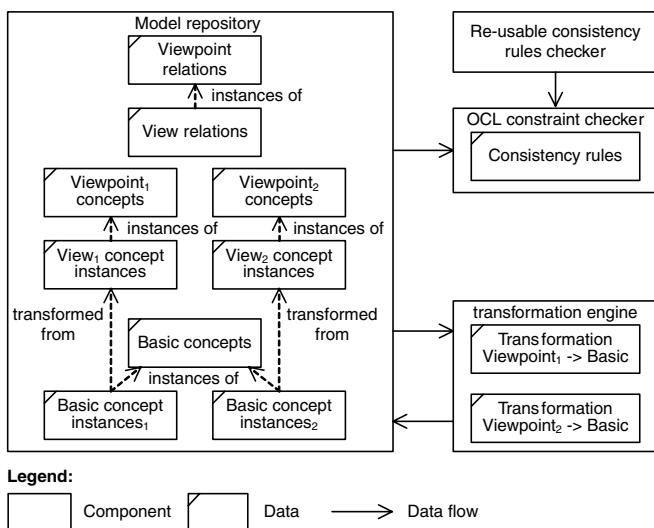 Model repository
Viewpoint
relations
instances of
View relations
Viewpoint₁
concepts
Viewpoint₂
concepts
instances of
instances of
View₁ concept
instances
View₂ concept
instances
transformed
from
transformed
from
Basic concepts
instances of
Basic concept
instances₁
Basic concept
instances₂
Re-usable consistency
rules checker
OCL constraint checker
Consistency rules
transformation engine
Transformation
Viewpoint₁ -> Basic
Transformation
Viewpoint₂ -> Basic
Legend:
Component
Data
Data flow